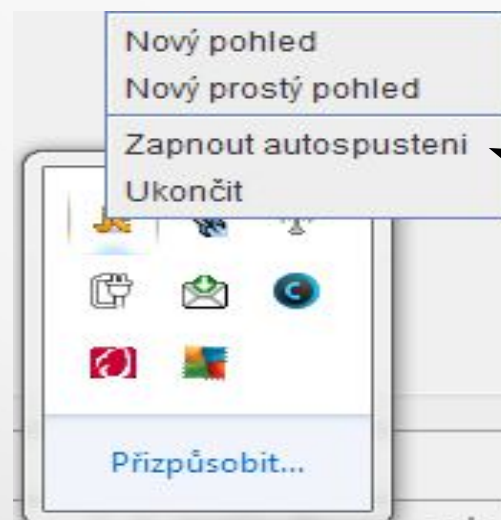 Nový pohled
Nový prostý pohled
Zapnout autospusteni
Ukončit
Přizpůsobit...